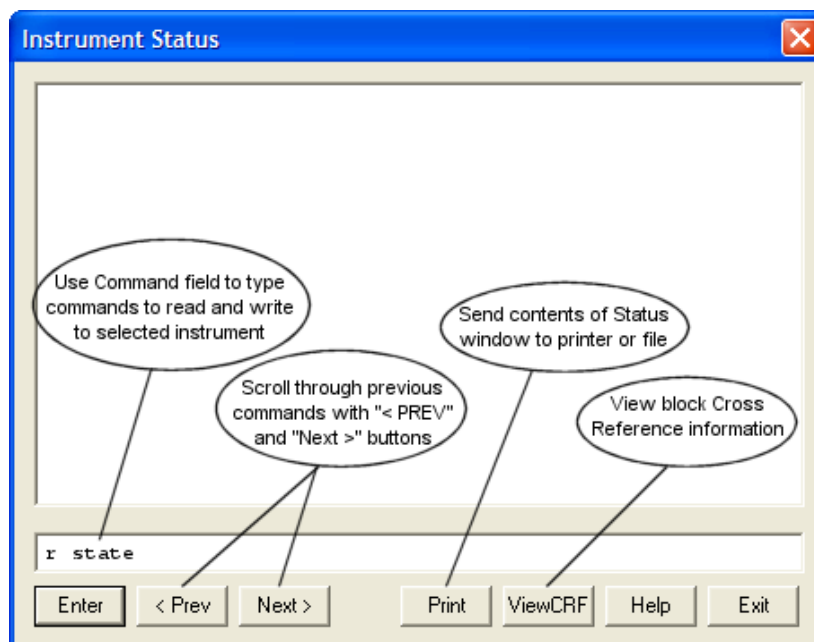 Instrument Status
Use Command field to type
commands to read and write
to selected instrument
Send contents of Status
window to printer or file
Scroll through previous
commands with "< PREV"
and "Next >" buttons
View block Cross
Reference information
r state
Enter
< Prev
Next >
Print
ViewCRF
Help
Exit